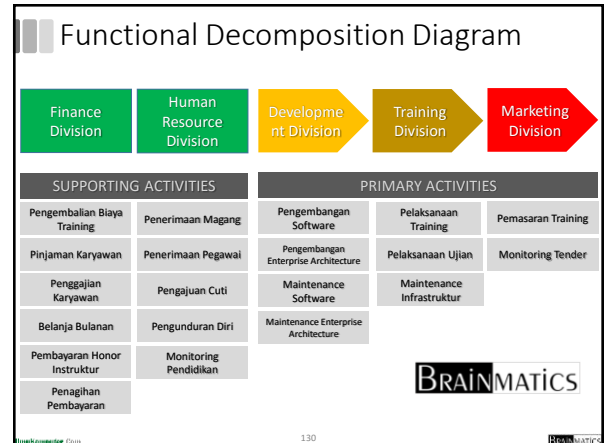 Functional Decomposition Diagram
Finance
Division
Human
Resource
Division
Developme
nt Division
Training
Division
Marketing
Division
SUPPORTING ACTIVITIES
PRIMARY ACTIVITIES
Pengembalian Biaya
Training
Penerimaan Magang
Pengembangan
Software
Pelaksanaan
Training
Pemasaran Training
Pinjaman Karyawan
Penerimaan Pegawai
Pengembangan
Enterprise Architecture
Pelaksanaan Ujian
Monitoring Tender
Penggajian
Karyawan
Pengajuan Cuti
Maintenance
Software
Maintenance
Infrastruktur
Belanja Bulanan
Pengunduran Diri
Maintenance Enterprise
Architecture
Pembayaran Honor
Instruktur
Monitoring
Pendidikan
Penagihan
Pembayaran
BRAINMATICS
130
BRAINMATICS